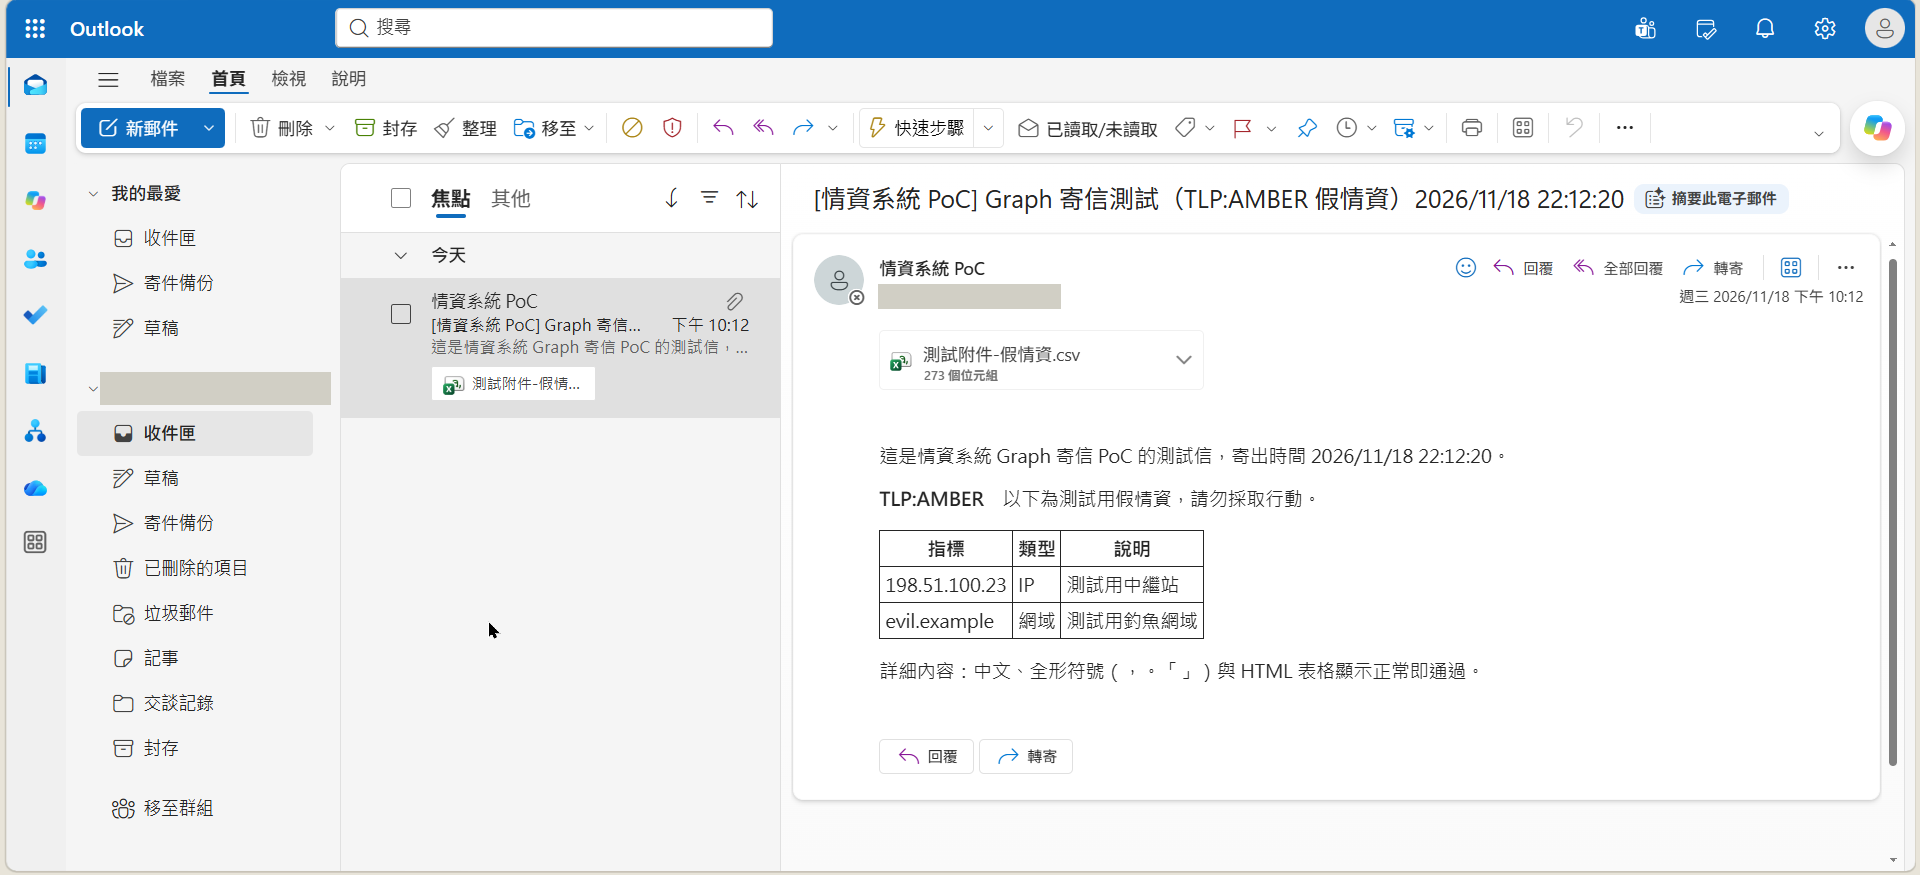 Outlook
搜尋
檔案 首頁 檢視 說明
新郵件 刪除 封存 整理 移至 快速步驟 已讀取/未讀取
我的最愛
收件匣
寄件備份
草稿
收件匣
草稿
寄件備份
已刪除的項目
垃圾郵件
記事
交談記錄
封存
移至群組
焦點 其他
今天
情資系統 PoC
[情資系統 PoC] Graph 寄信... 下午 10:12
這是情資系統 Graph 寄信 PoC 的測試信，...
測試附件-假情...
[情資系統 PoC] Graph 寄信測試（TLP:AMBER 假情資）2026/11/18 22:12:20
摘要此電子郵件
情資系統 PoC
回覆 全部回覆 轉寄
週三 2026/11/18 下午 10:12
測試附件-假情資.csv
273 個位元組
這是情資系統 Graph 寄信 PoC 的測試信，寄出時間 2026/11/18 22:12:20。
TLP:AMBER 以下為測試用假情資，請勿採取行動。
指標 類型 說明
198.51.100.23 IP 測試用中繼站
evil.example 網域 測試用釣魚網域
詳細內容：中文、全形符號（，。「」）與 HTML 表格顯示正常即通過。
回覆 轉寄